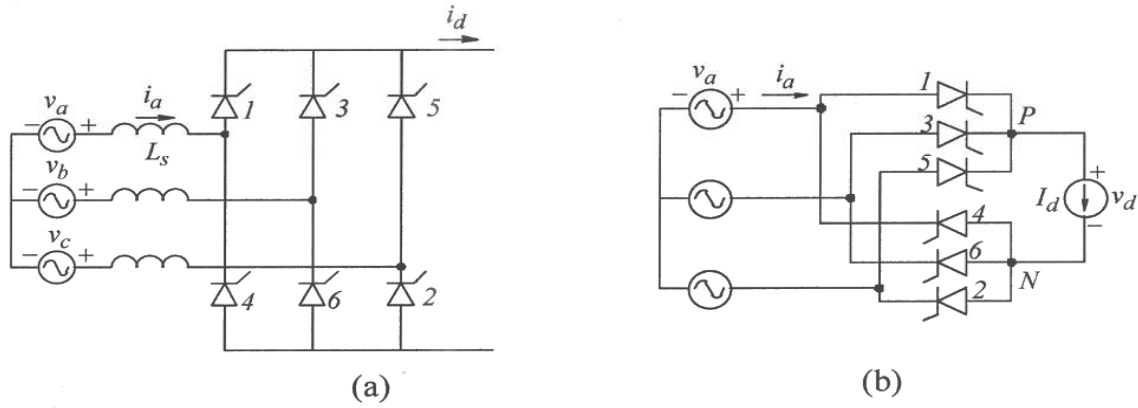 i_d
v_a
i_a
1
3
5
− +
L_s
v_b
− +
v_c
− +
4
6
2
(a)
v_a
i_a
− +
1
3
5
P
4
6
2
N
I_d
+
v_d
−
(b)